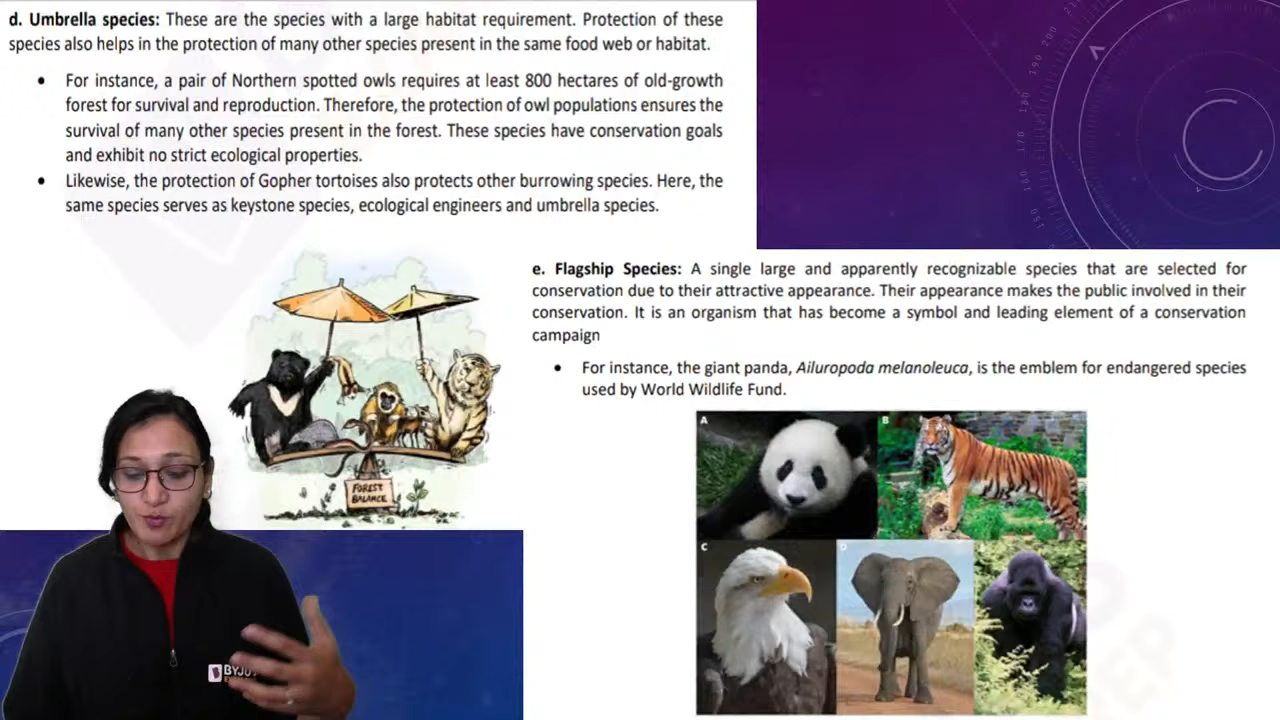 d. Umbrella species: These are the species with a large habitat requirement. Protection of these
species also helps in the protection of many other species present in the same food web or habitat.
• For instance, a pair of Northern spotted owls requires at least 800 hectares of old-growth
forest for survival and reproduction. Therefore, the protection of owl populations ensures the
survival of many other species present in the forest. These species have conservation goals
and exhibit no strict ecological properties.
• Likewise, the protection of Gopher tortoises also protects other burrowing species. Here, the
same species serves as keystone species, ecological engineers and umbrella species.
FOREST
BALANCE
e. Flagship Species: A single large and apparently recognizable species that are selected for
conservation due to their attractive appearance. Their appearance makes the public involved in their
conservation. It is an organism that has become a symbol and leading element of a conservation
campaign
• For instance, the giant panda, Ailuropoda melanoleuca, is the emblem for endangered species
used by World Wildlife Fund.
A
B
C
D
210
200
190
180
170
160
150